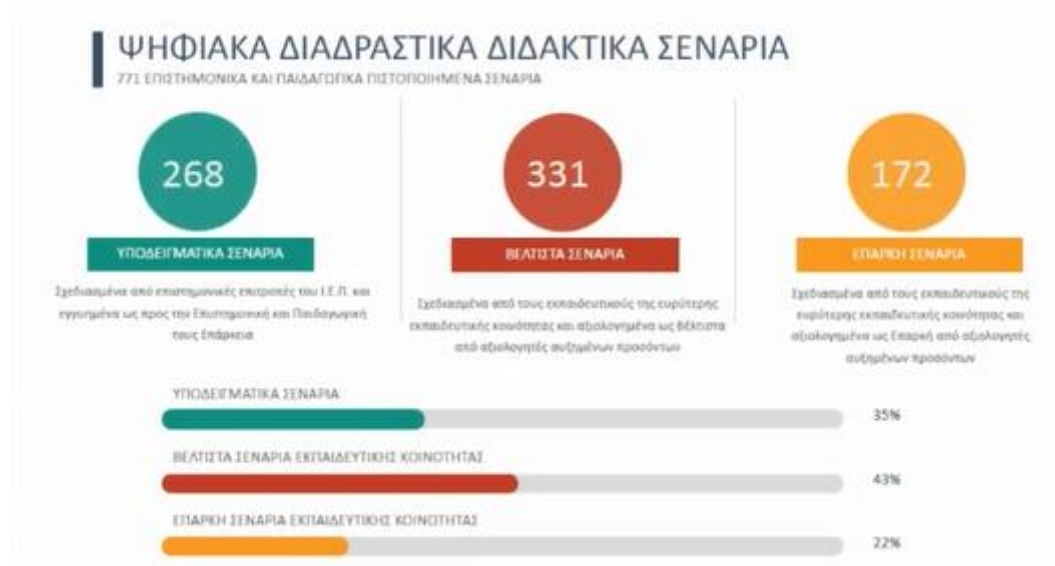 ΨΗΦΙΑΚΑ ΔΙΑΔΡΑΣΤΙΚΑ ΔΙΔΑΚΤΙΚΑ ΣΕΝΑΡΙΑ
771 ΕΠΙΣΤΗΜΟΝΙΚΑ ΚΑΙ ΠΑΙΔΑΓΩΓΙΚΑ ΠΙΣΤΟΠΟΙΗΜΕΝΑ ΣΕΝΑΡΙΑ
268
ΥΠΟΔΕΙΓΜΑΤΙΚΑ ΣΕΝΑΡΙΑ
Σχεδιασμένα από επιστημονικές επιτροπές του Ι.Ε.Π. και
εγγυημένα ως προς την Επιστημονική και Παιδαγωγική
τους Επάρκεια
331
ΒΕΛΤΙΣΤΑ ΣΕΝΑΡΙΑ
Σχεδιασμένα από τους εκπαιδευτικούς της ευρύτερης
εκπαιδευτικής κοινότητας και αξιολογημένα ως Βέλτιστα
από αξιολογητές αυξημένων προσόντων
172
ΕΠΑΡΚΗ ΣΕΝΑΡΙΑ
Σχεδιασμένα από τους εκπαιδευτικούς της
ευρύτερης εκπαιδευτικής κοινότητας και
αξιολογημένα ως Επαρκή από αξιολογητές
αυξημένων προσόντων
ΥΠΟΔΕΙΓΜΑΤΙΚΑ ΣΕΝΑΡΙΑ
35%
ΒΕΛΤΙΣΤΑ ΣΕΝΑΡΙΑ ΕΚΠΑΙΔΕΥΤΙΚΗΣ ΚΟΙΝΟΤΗΤΑΣ
43%
ΕΠΑΡΚΗ ΣΕΝΑΡΙΑ ΕΚΠΑΙΔΕΥΤΙΚΗΣ ΚΟΙΝΟΤΗΤΑΣ
22%